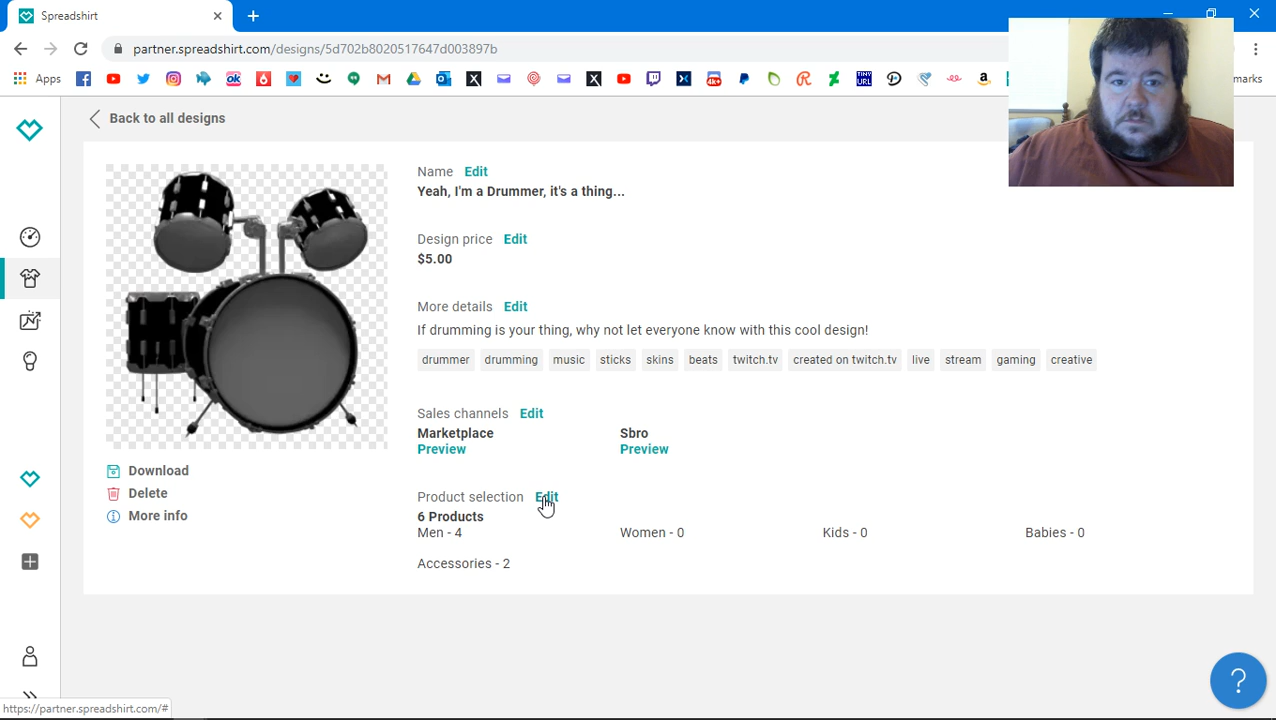 Spreadshirt
partner.spreadshirt.com/designs/5d702b8020517647d003897b
Apps
marks
Back to all designs
Name Edit
Yeah, I'm a Drummer, it's a thing...
Design price Edit
$5.00
More details Edit
If drumming is your thing, why not let everyone know with this cool design!
drummer drumming music sticks skins beats twitch.tv created on twitch.tv live stream gaming creative
Sales channels Edit
Marketplace Sbro
Preview Preview
Product selection Edit
6 Products
Men - 4 Women - 0 Kids - 0 Babies - 0
Accessories - 2
Download
Delete
More info
https://partner.spreadshirt.com/#